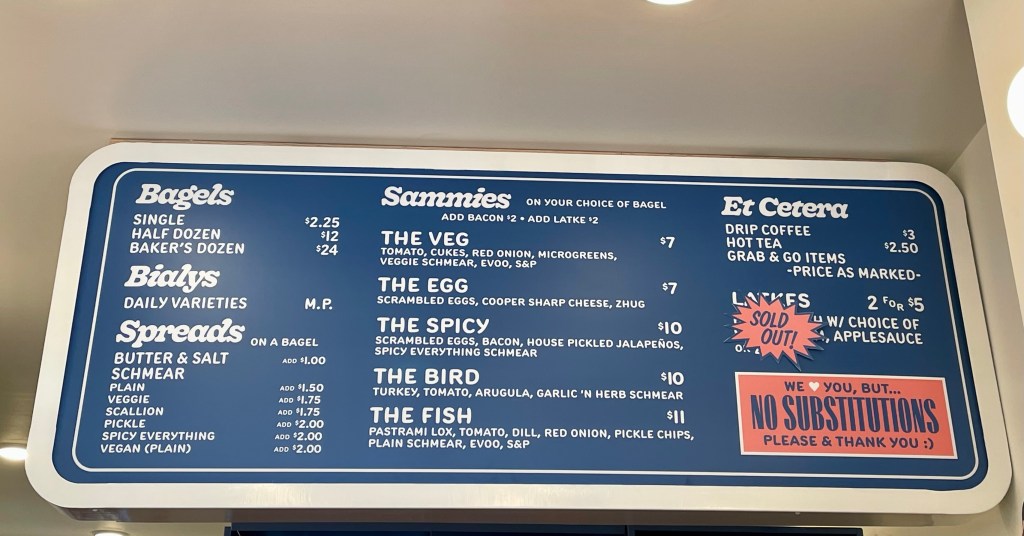 Bagels
SINGLE $2.25
HALF DOZEN $12
BAKER'S DOZEN $24
Bialys
DAILY VARIETIES M.P.
Spreads ON A BAGEL
BUTTER & SALT ADD $1.00
SCHMEAR
PLAIN ADD $1.50
VEGGIE ADD $1.75
SCALLION ADD $1.75
PICKLE ADD $2.00
SPICY EVERYTHING ADD $2.00
VEGAN (PLAIN) ADD $2.00
Sammies ON YOUR CHOICE OF BAGEL
ADD BACON $2 • ADD LATKE $2
THE VEG $7
TOMATO, CUKES, RED ONION, MICROGREENS,
VEGGIE SCHMEAR, EVOO, S&P
THE EGG $7
SCRAMBLED EGGS, COOPER SHARP CHEESE, ZHUG
THE SPICY $10
SCRAMBLED EGGS, BACON, HOUSE PICKLED JALAPEÑOS,
SPICY EVERYTHING SCHMEAR
THE BIRD $10
TURKEY, TOMATO, ARUGULA, GARLIC 'N HERB SCHMEAR
THE FISH $11
PASTRAMI LOX, TOMATO, DILL, RED ONION, PICKLE CHIPS,
PLAIN SCHMEAR, EVOO, S&P
Et Cetera
DRIP COFFEE $3
HOT TEA $2.50
GRAB & GO ITEMS
-PRICE AS MARKED-
LATKES 2 FOR $5
W/ CHOICE OF
, APPLESAUCE
SOLD
OUT!
WE ♥ YOU, BUT...
NO SUBSTITUTIONS
PLEASE & THANK YOU :)